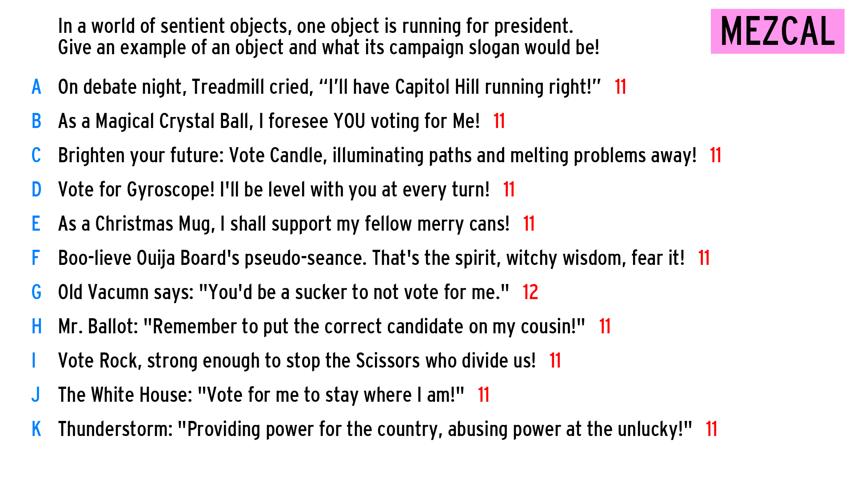 In a world of sentient objects, one object is running for president.
Give an example of an object and what its campaign slogan would be!
MEZCAL
A On debate night, Treadmill cried, “I’ll have Capitol Hill running right!” 11
B As a Magical Crystal Ball, I foresee YOU voting for Me! 11
C Brighten your future: Vote Candle, illuminating paths and melting problems away! 11
D Vote for Gyroscope! I'll be level with you at every turn! 11
E As a Christmas Mug, I shall support my fellow merry cans! 11
F Boo-lieve Ouija Board's pseudo-seance. That's the spirit, witchy wisdom, fear it! 11
G Old Vacumn says: "You'd be a sucker to not vote for me." 12
H Mr. Ballot: "Remember to put the correct candidate on my cousin!" 11
I Vote Rock, strong enough to stop the Scissors who divide us! 11
J The White House: "Vote for me to stay where I am!" 11
K Thunderstorm: "Providing power for the country, abusing power at the unlucky!" 11